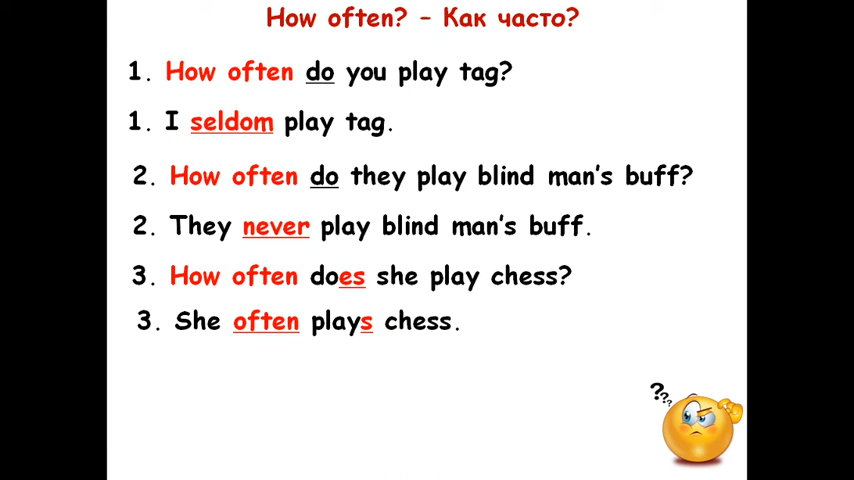 How often? – Как часто?
1. How often do you play tag?
1. I seldom play tag.
2. How often do they play blind man's buff?
2. They never play blind man's buff.
3. How often does she play chess?
3. She often plays chess.
???